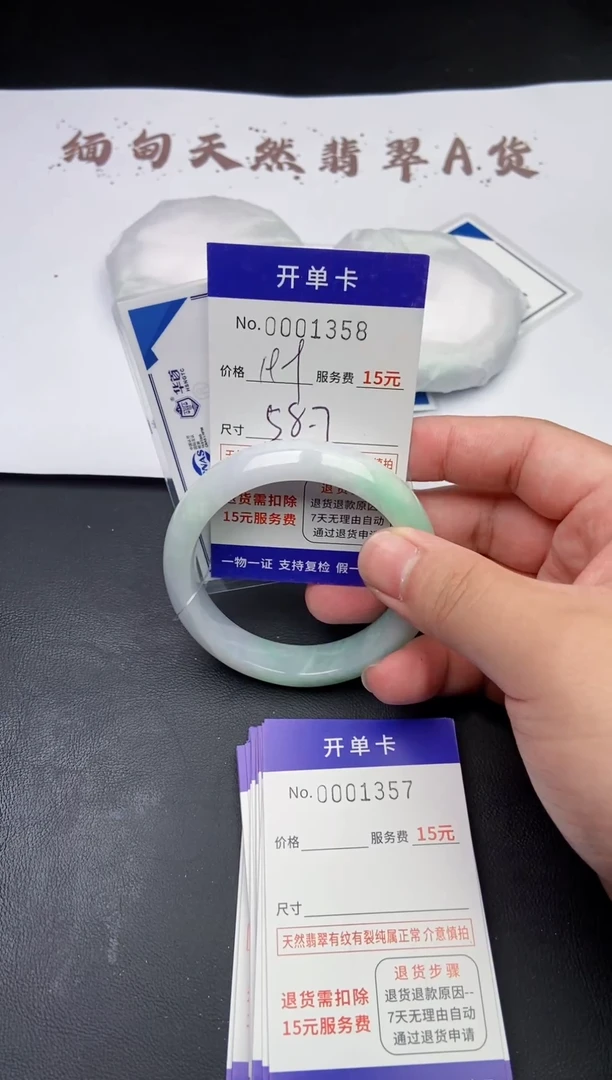 缅甸天然翡翠A货
开单卡
No.0001358
价格 服务费 15元
尺寸 58-7
退货需扣除
15元服务费
退货退款原因
7天无理由自动
通过退货申
一物一证 支持复检 假一
华尊
HENGTC
开单卡
No.0001357
价格 服务费 15元
尺寸
天然翡翠有纹有裂纯属正常 介意慎拍
退货需扣除
15元服务费
退货步骤
退货退款原因--
7天无理由自动
通过退货申请